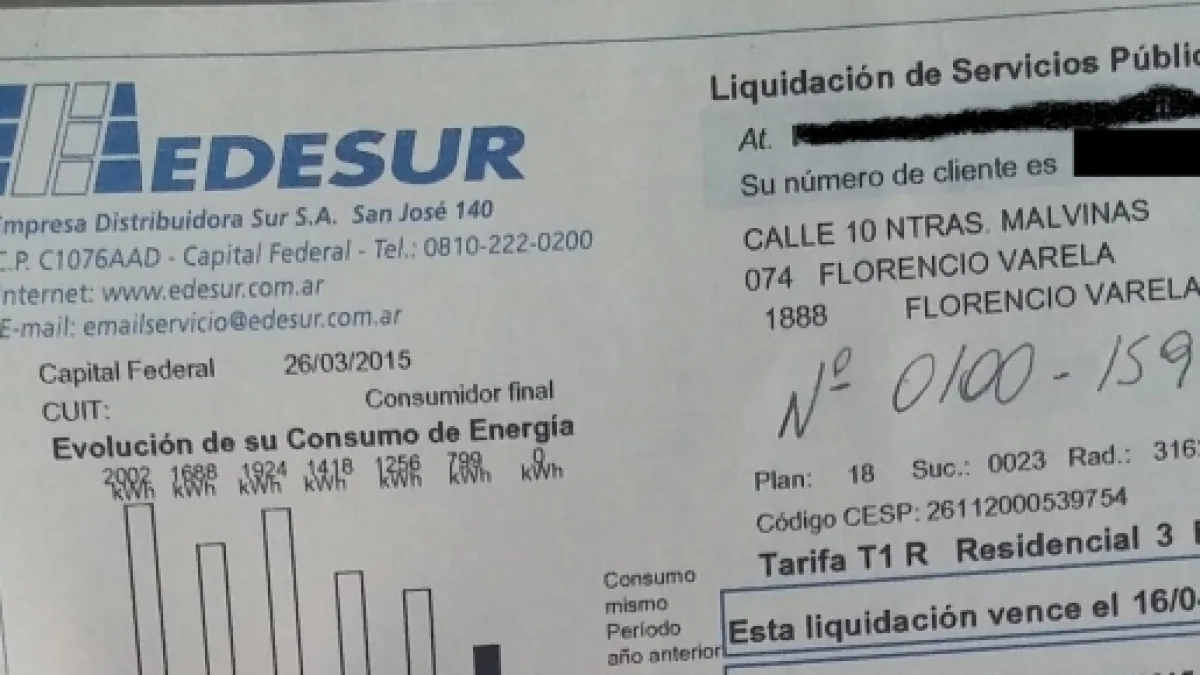 EDESUR
Empresa Distribuidora Sur S.A. San José 140
C.P. C1076AAD - Capital Federal - Tel.: 0810-222-0200
Internet: www.edesur.com.ar
E-mail: emailservicio@edesur.com.ar
Capital Federal 26/03/2015
CUIT: Consumidor final
Evolución de su Consumo de Energía
2002 1688 1924 1418 1256 799 0
kWh kWh kWh kWh kWh kWh kWh
Consumo
mismo
Período
año anterior
Liquidación de Servicios Públic
At.
Su número de cliente es
CALLE 10 NTRAS. MALVINAS
074 FLORENCIO VARELA
1888 FLORENCIO VARELA
Nº 0100-159
Plan: 18 Suc.: 0023 Rad.: 3163
Código CESP: 26112000539754
Tarifa T1 R Residencial 3
Esta liquidación vence el 16/0